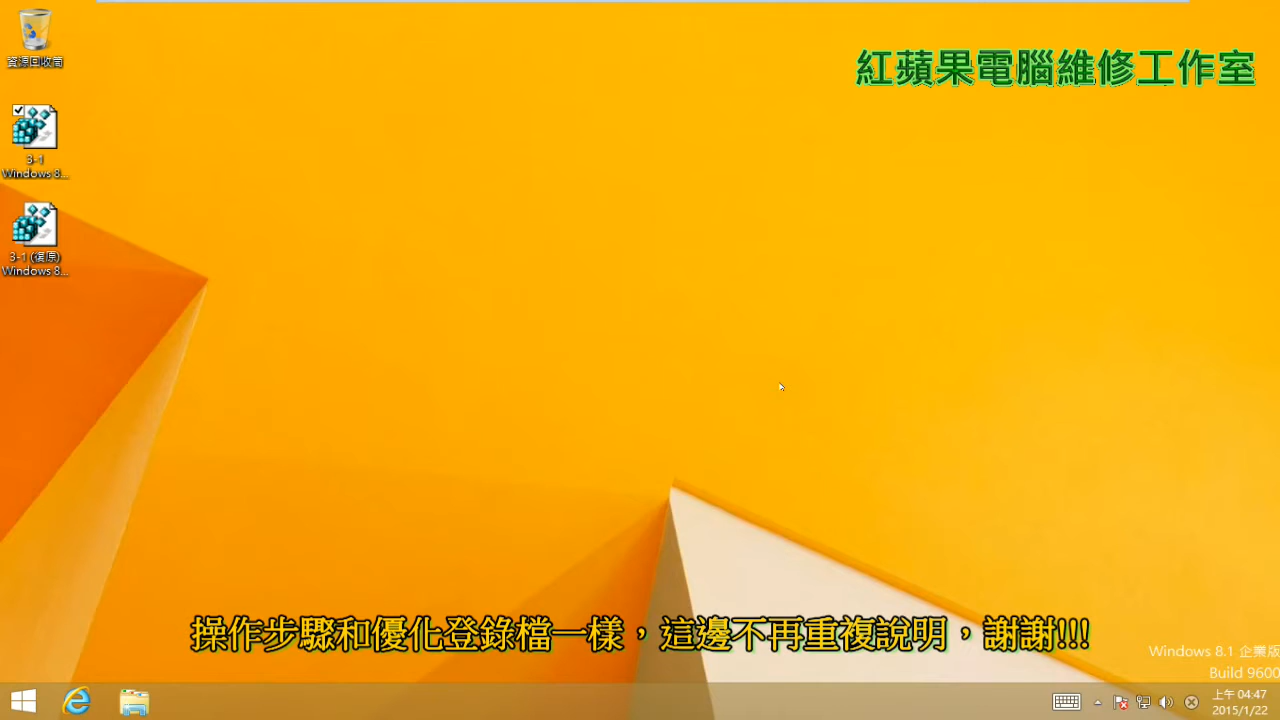 資源回收筒
紅蘋果電腦維修工作室
3-1
Windows 8...
3-1 (復原)
Windows 8...
操作步驟和優化登錄檔一樣，這邊不再重複說明，謝謝!!!
Windows 8.1 企業版
Build 9600
上午 04:47
2015/1/22